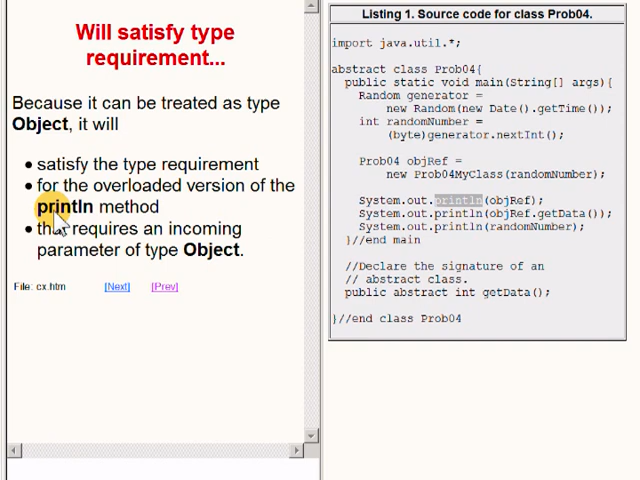 Will satisfy type
requirement...
Because it can be treated as type
Object, it will
• satisfy the type requirement
• for the overloaded version of the
println method
• that requires an incoming
parameter of type Object.
File: cx.htm [Next] [Prev]
Listing 1. Source code for class Prob04.
import java.util.*;
abstract class Prob04{
public static void main(String[] args){
Random generator =
new Random(new Date().getTime());
int randomNumber =
(byte)generator.nextInt();
Prob04 objRef =
new Prob04MyClass(randomNumber);
System.out.println(objRef);
System.out.println(objRef.getData());
System.out.println(randomNumber);
}//end main
//Declare the signature of an
// abstract class.
public abstract int getData();
}//end class Prob04